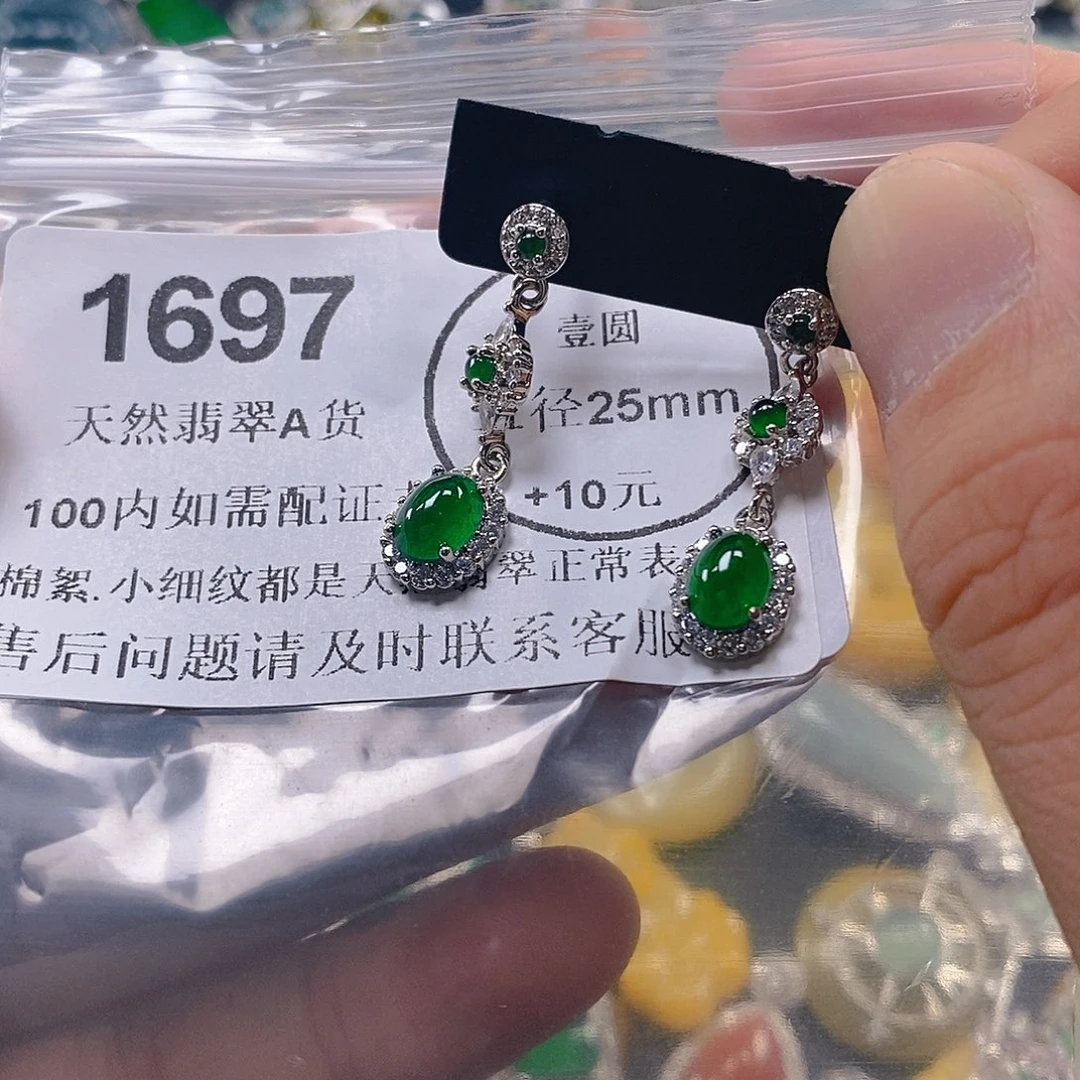 1697
天然翡翠A货
壹圆
直径25mm
100内如需配证
+10元
棉絮.小细纹都是天 翠正常表
售后问题请及时联系客服